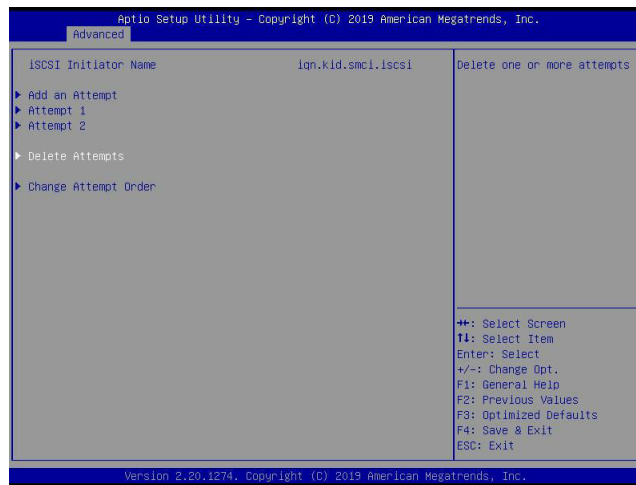 Aptio Setup Utility – Copyright (C) 2019 American Megatrends, Inc.
Advanced
iSCSI Initiator Name iqn.kid.smci.iscsi
Add an Attempt
Attempt 1
Attempt 2
Delete Attempts
Change Attempt Order
Delete one or more attempts
→←: Select Screen
↑↓: Select Item
Enter: Select
+/-: Change Opt.
F1: General Help
F2: Previous Values
F3: Optimized Defaults
F4: Save & Exit
ESC: Exit
Version 2.20.1274. Copyright (C) 2019 American Megatrends, Inc.